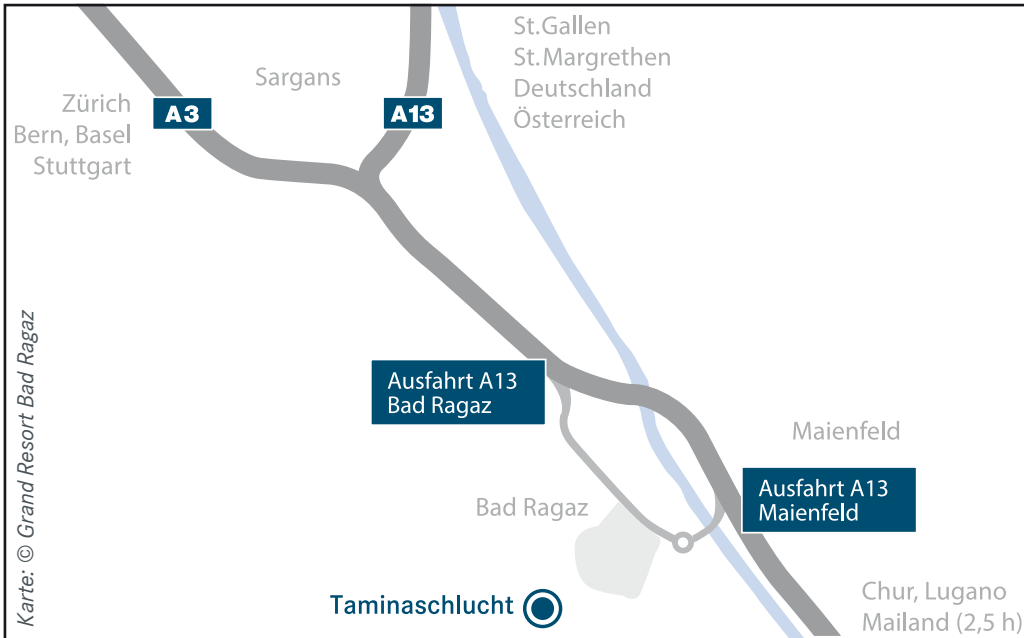 St.Gallen
St.Margrethen
Deutschland
Österreich
Sargans
Zürich
Bern, Basel
Stuttgart
A3
A13
Ausfahrt A13
Bad Ragaz
Maienfeld
Ausfahrt A13
Maienfeld
Bad Ragaz
Taminaschlucht
Chur, Lugano
Mailand (2,5 h)
Karte: © Grand Resort Bad Ragaz